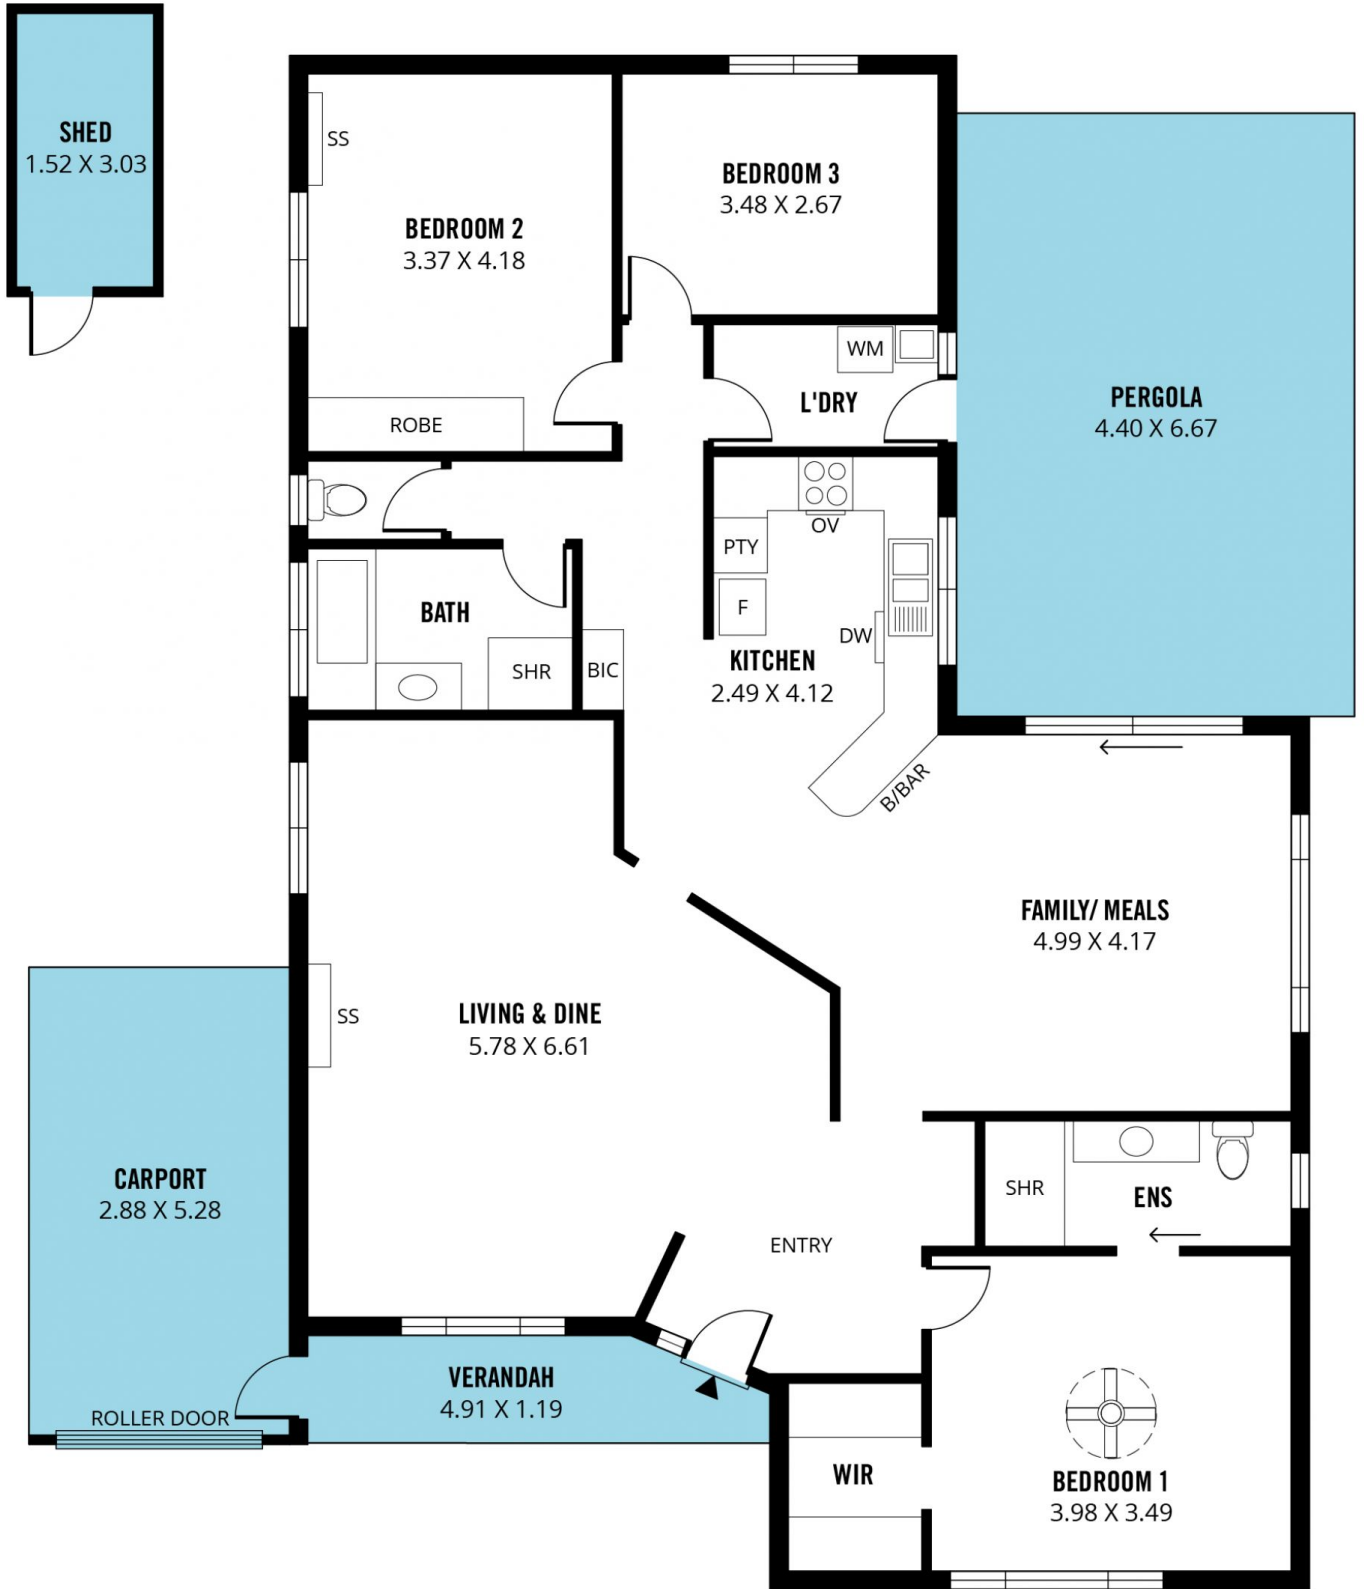 SHED
1.52 X 3.03
SS
BEDROOM 2
3.37 X 4.18
ROBE
BEDROOM 3
3.48 X 2.67
WM
L'DRY
PERGOLA
4.40 X 6.67
OV
PTY
F
DW
KITCHEN
2.49 X 4.12
B/BAR
BATH
SHR
BIC
FAMILY/ MEALS
4.99 X 4.17
LIVING & DINE
5.78 X 6.61
SS
CARPORT
2.88 X 5.28
ROLLER DOOR
SHR
ENS
ENTRY
VERANDAH
4.91 X 1.19
WIR
BEDROOM 1
3.98 X 3.49